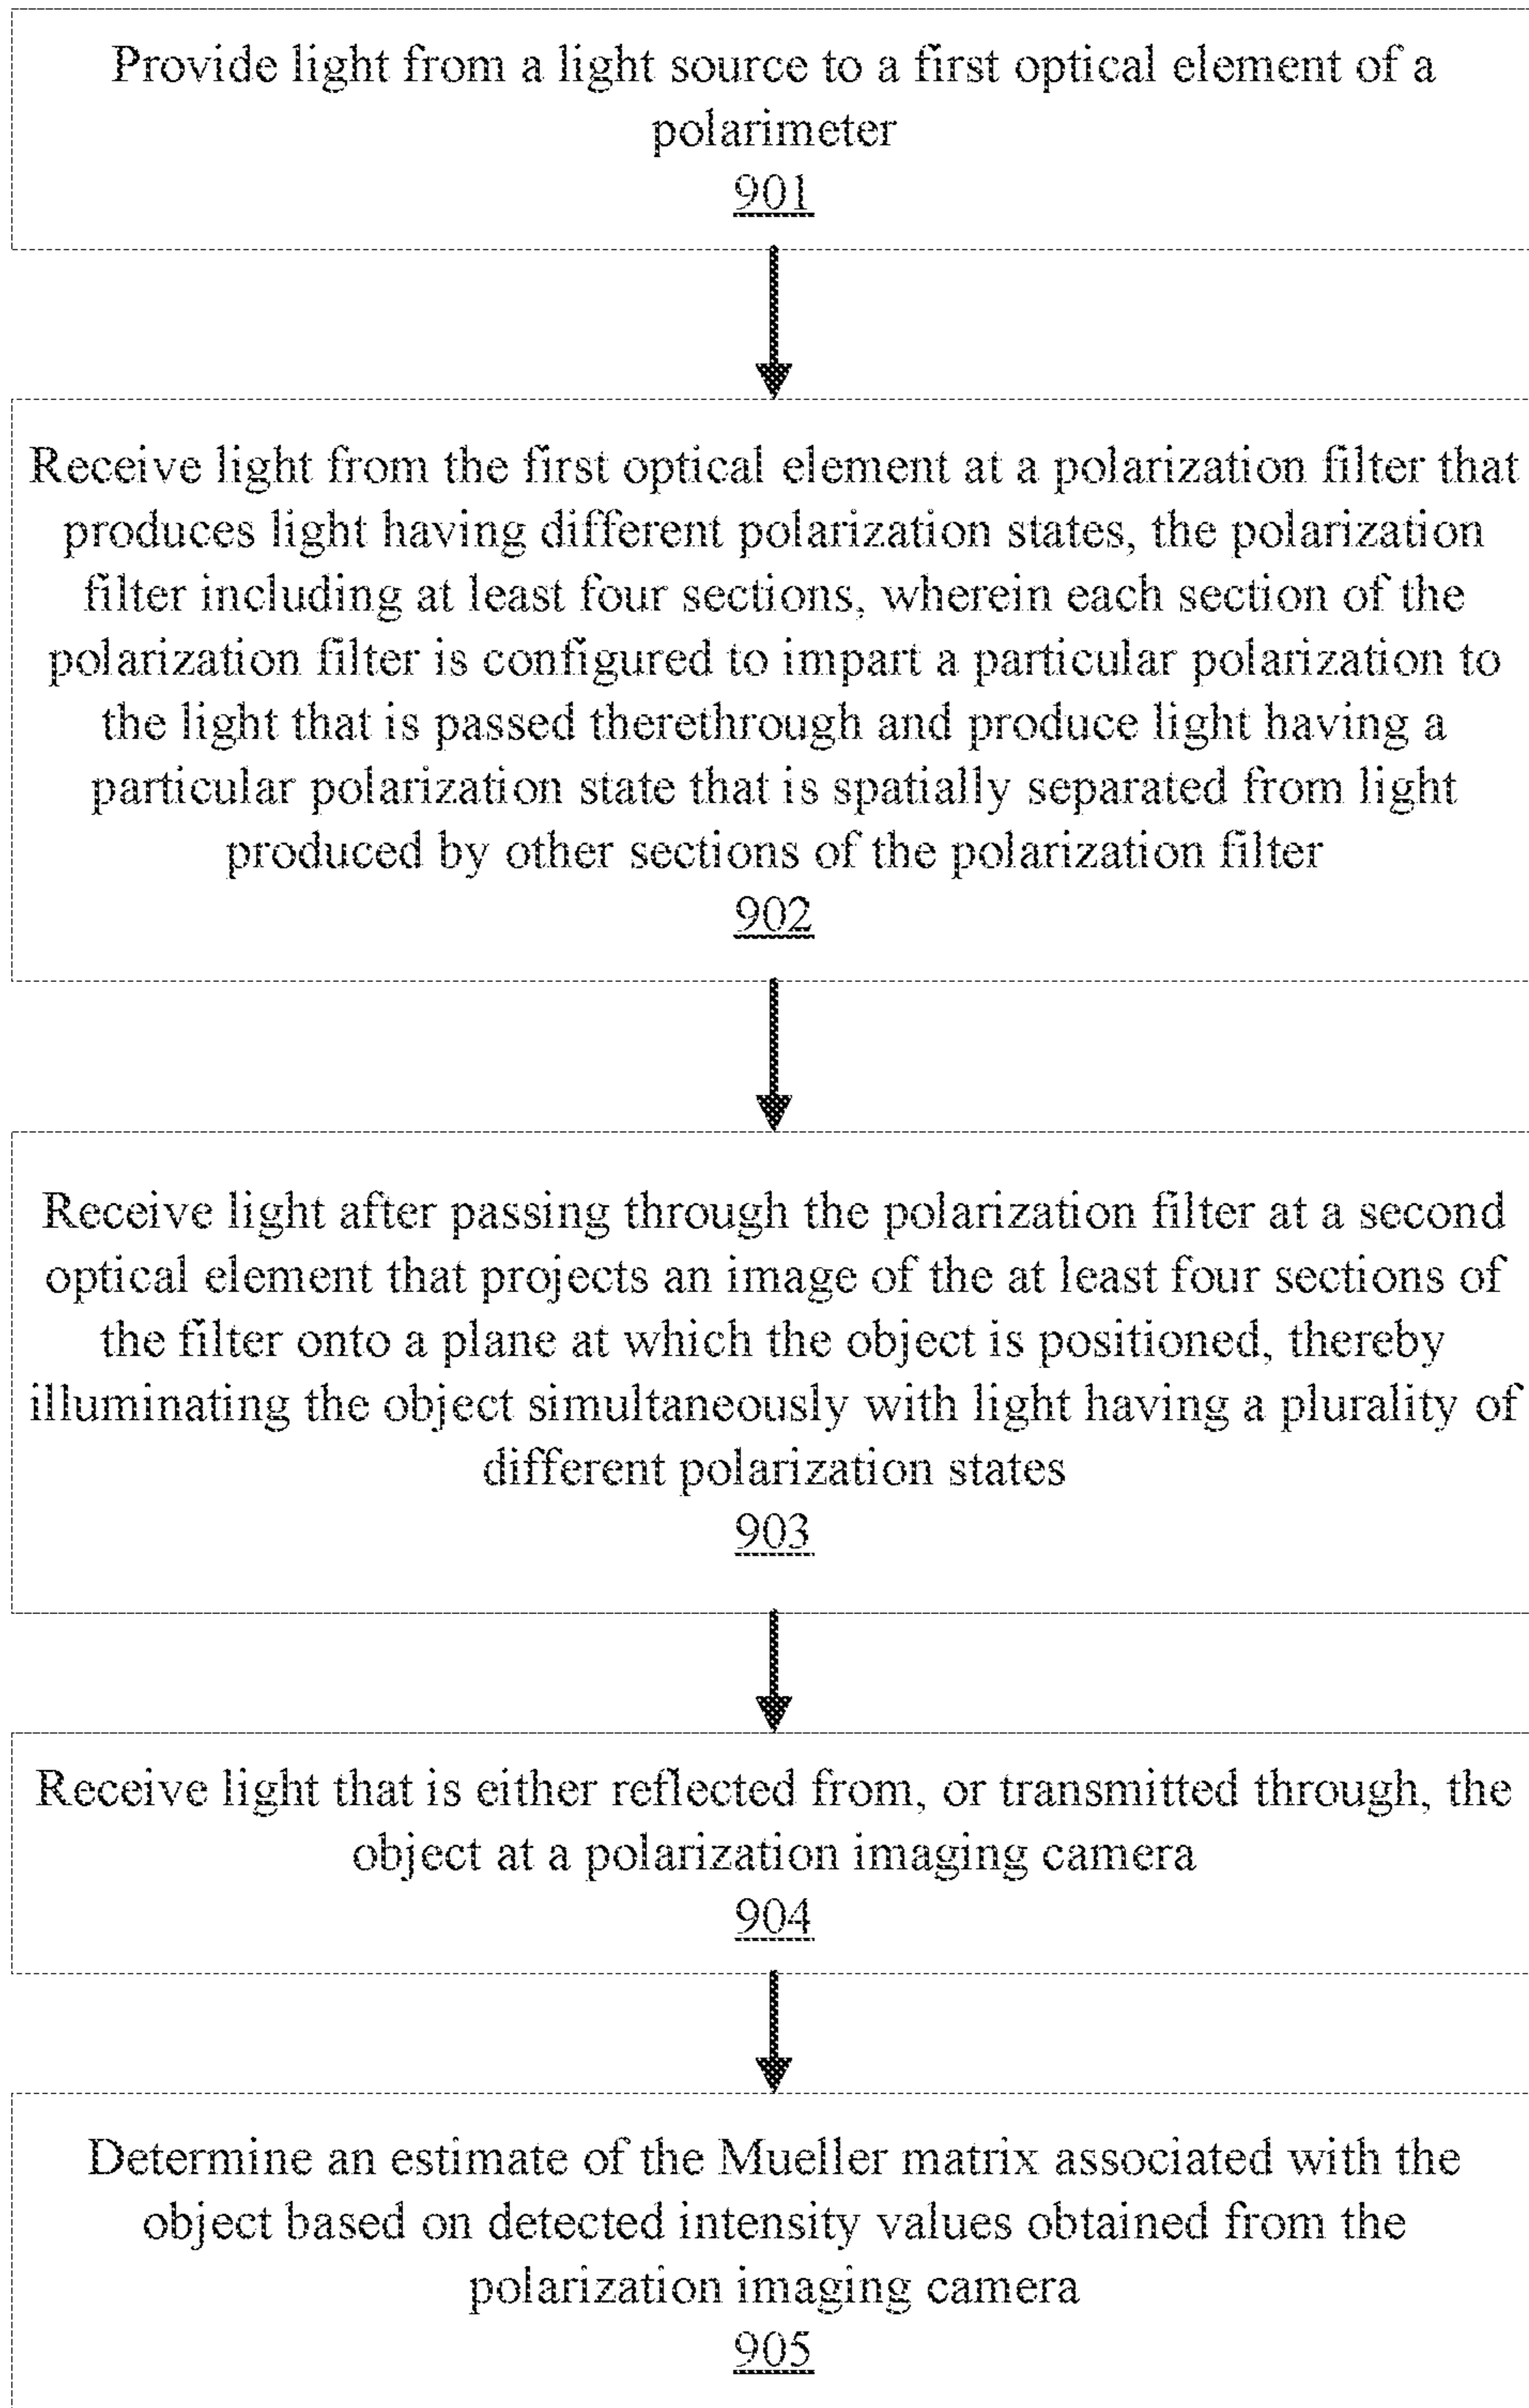 Provide light from a light source to a first optical element of a
polarimeter
901
Receive light from the first optical element at a polarization filter that
produces light having different polarization states, the polarization
filter including at least four sections, wherein each section of the
polarization filter is configured to impart a particular polarization to
the light that is passed therethrough and produce light having a
particular polarization state that is spatially separated from light
produced by other sections of the polarization filter
902
Receive light after passing through the polarization filter at a second
optical element that projects an image of the at least four sections of
the filter onto a plane at which the object is positioned, thereby
illuminating the object simultaneously with light having a plurality of
different polarization states
903
Receive light that is either reflected from, or transmitted through, the
object at a polarization imaging camera
904
Determine an estimate of the Mueller matrix associated with the
object based on detected intensity values obtained from the
polarization imaging camera
905